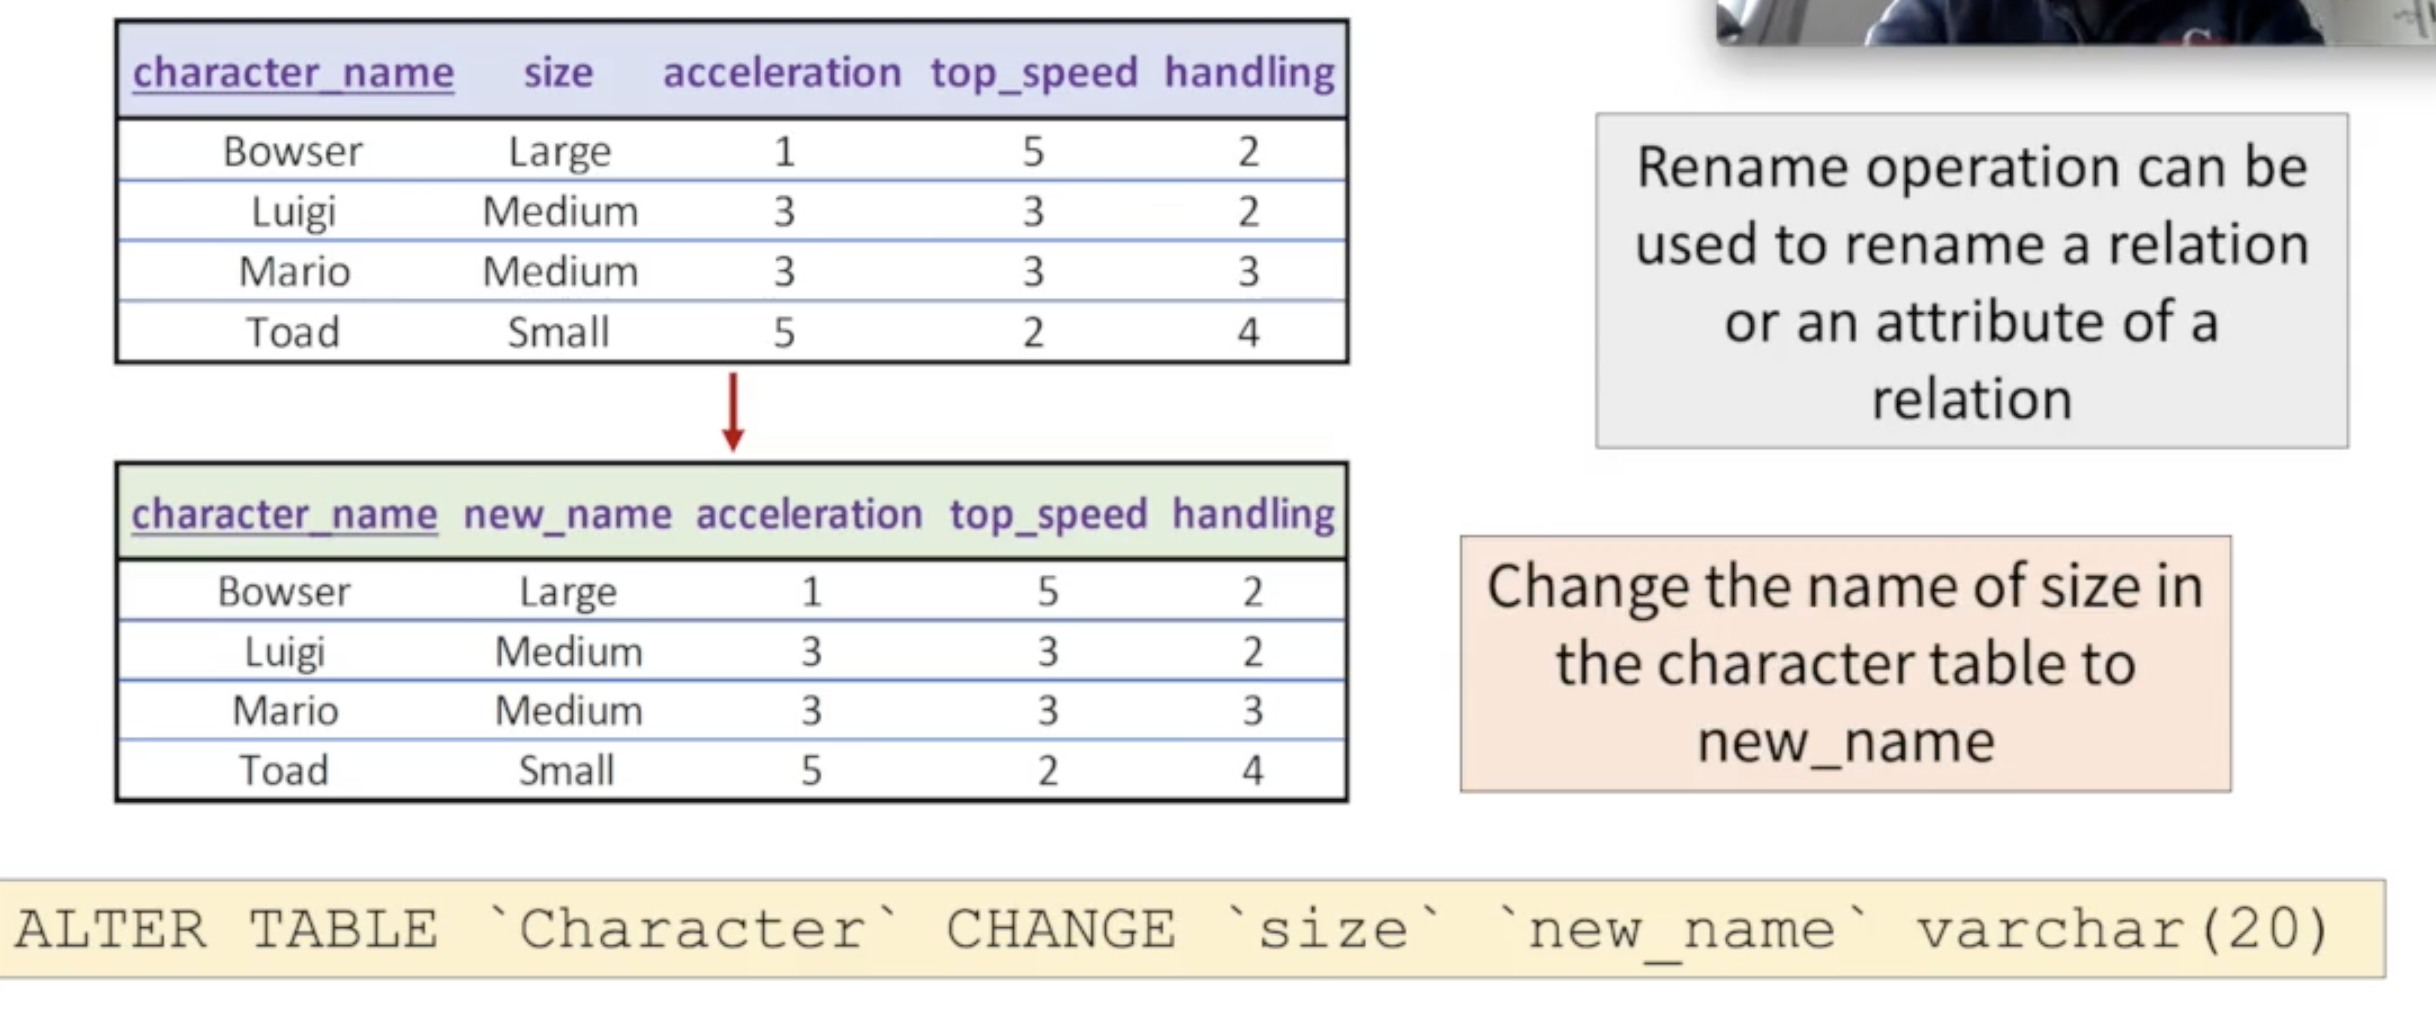 character_name size acceleration top_speed handling
Bowser Large 1 5 2
Luigi Medium 3 3 2
Mario Medium 3 3 3
Toad Small 5 2 4
Rename operation can be
used to rename a relation
or an attribute of a
relation
character_name new_name acceleration top_speed handling
Bowser Large 1 5 2
Luigi Medium 3 3 2
Mario Medium 3 3 3
Toad Small 5 2 4
Change the name of size in
the character table to
new_name
ALTER TABLE `Character` CHANGE `size` `new_name` varchar(20)